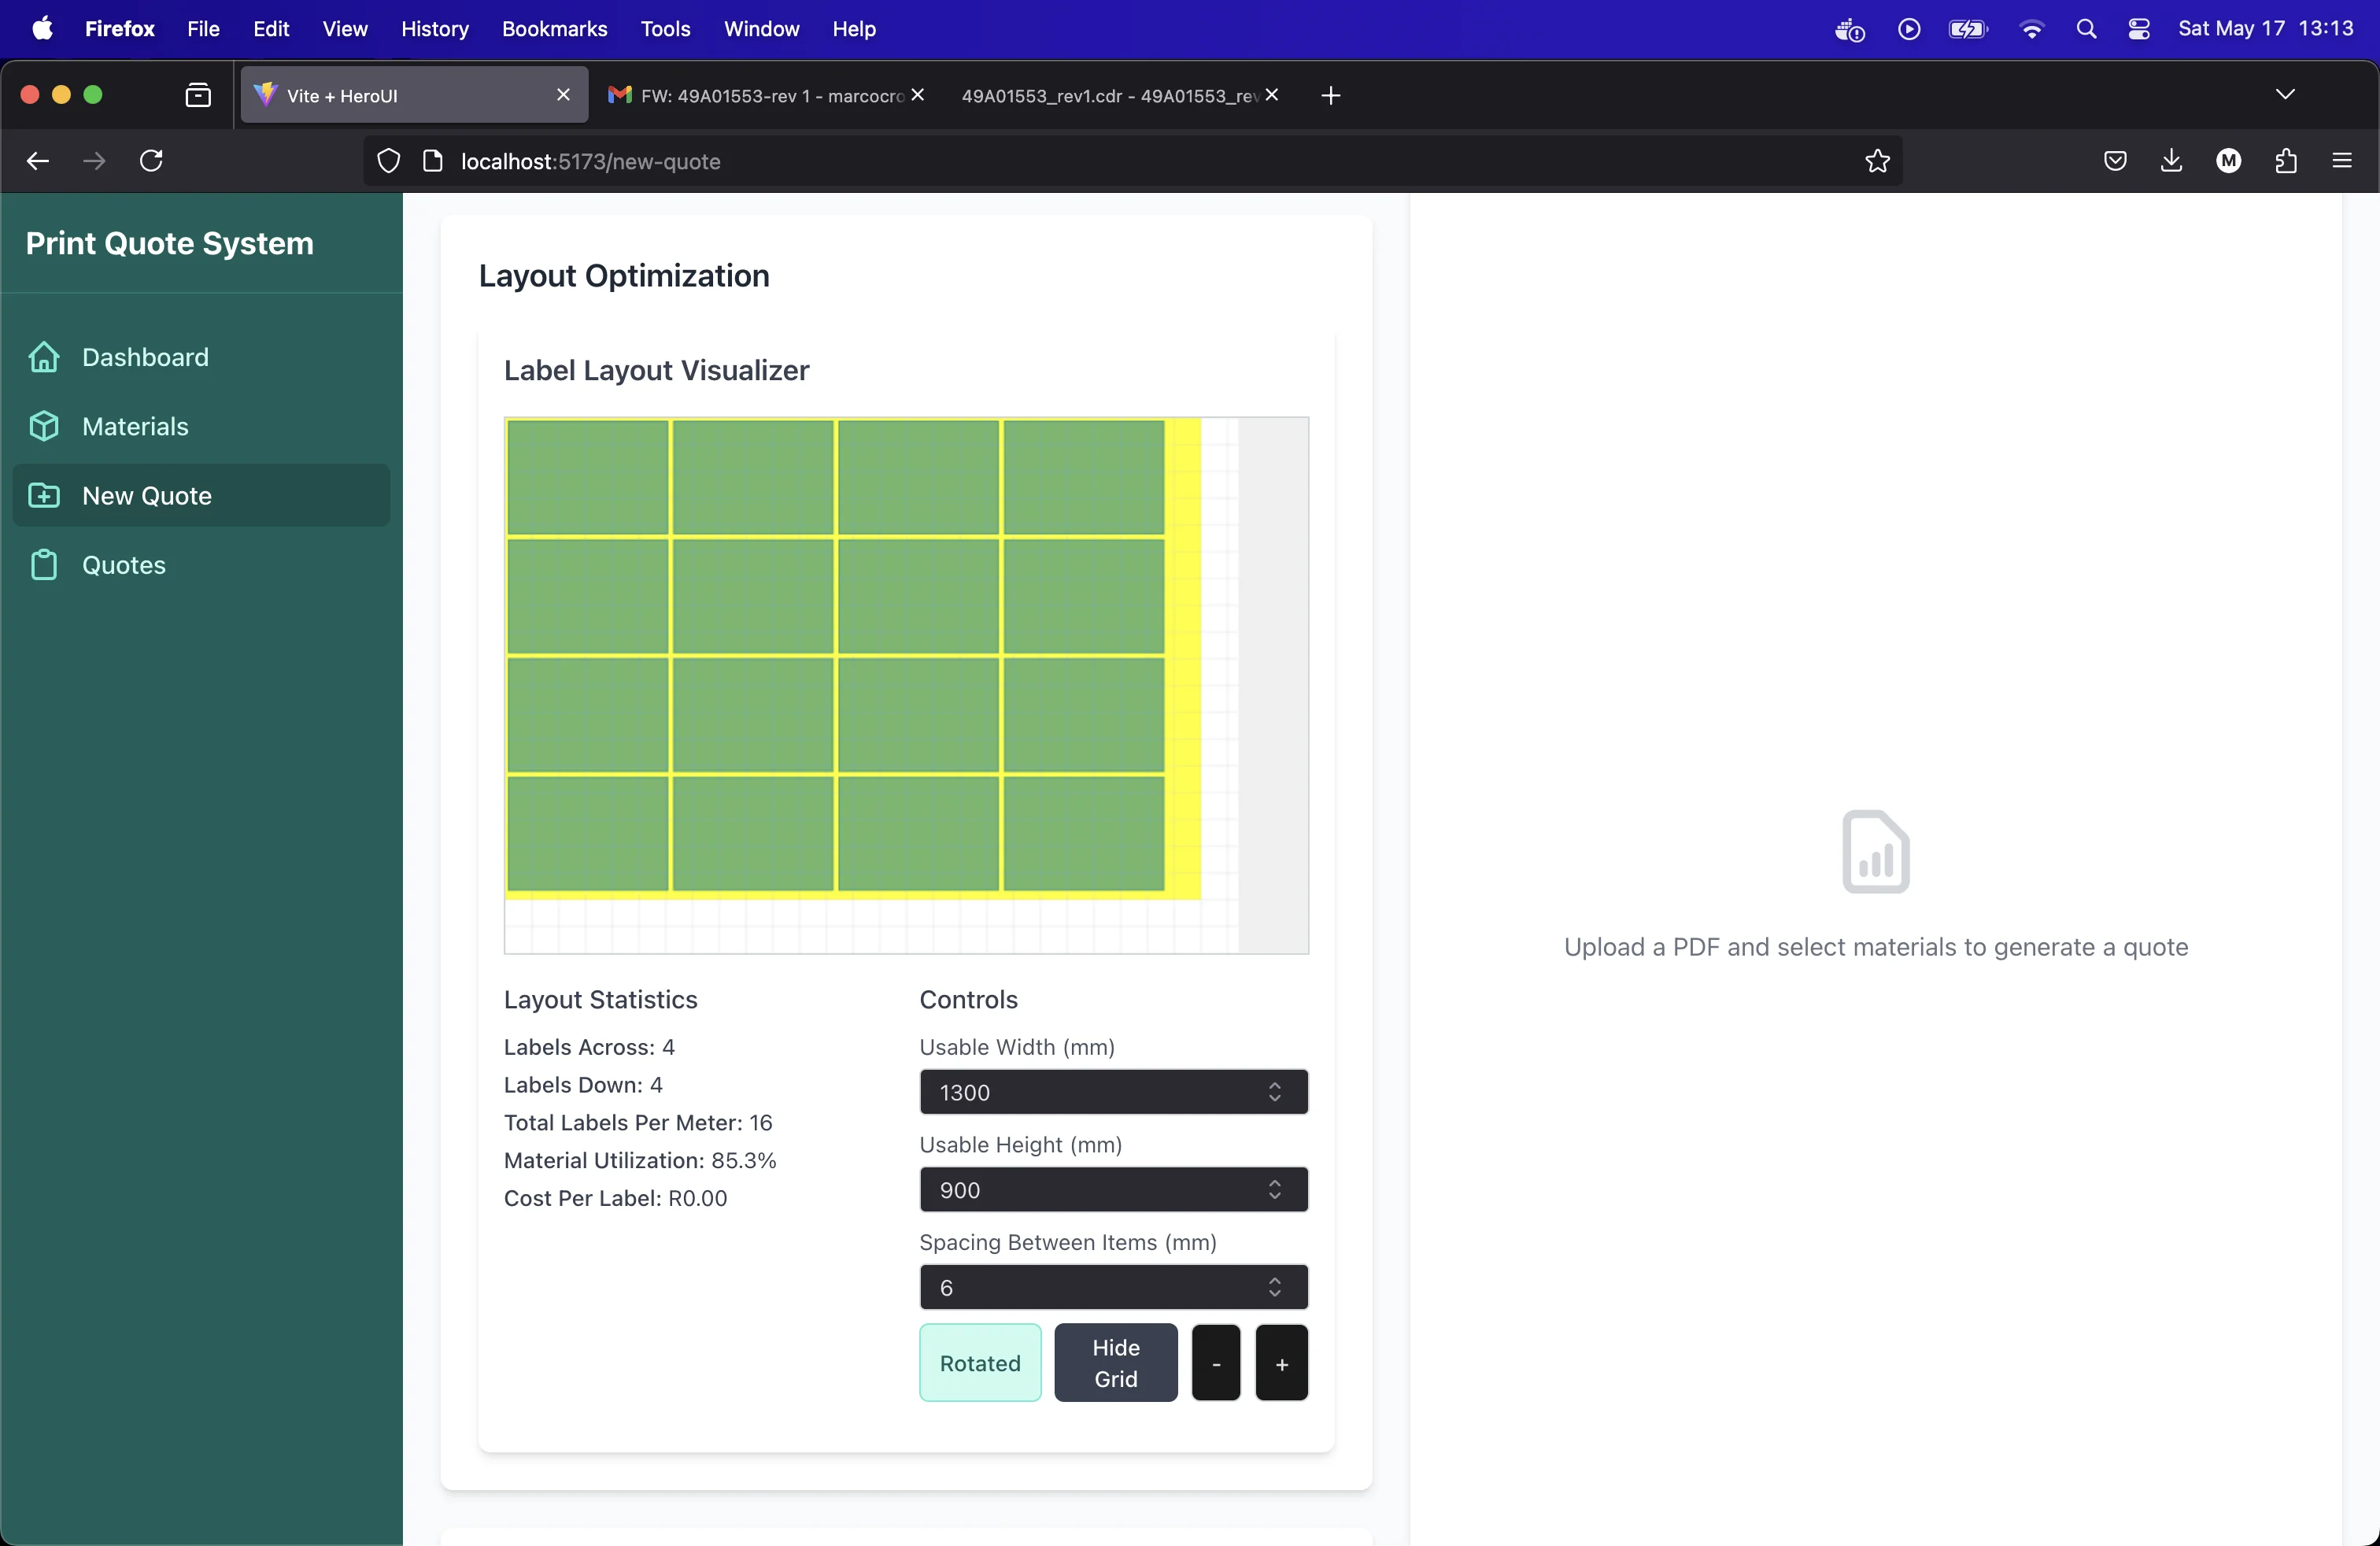 Firefox File Edit View History Bookmarks Tools Window Help Sat May 17 13:13
Vite + HeroUI FW: 49A01553-rev 1 - marcocro 49A01553_rev1.cdr - 49A01553_rev
localhost:5173/new-quote
M
Print Quote System
Dashboard
Materials
New Quote
Quotes
Layout Optimization
Label Layout Visualizer
Layout Statistics
Labels Across: 4
Labels Down: 4
Total Labels Per Meter: 16
Material Utilization: 85.3%
Cost Per Label: R0.00
Controls
Usable Width (mm)
1300
Usable Height (mm)
900
Spacing Between Items (mm)
6
Rotated
Hide
Grid
-
+
Upload a PDF and select materials to generate a quote